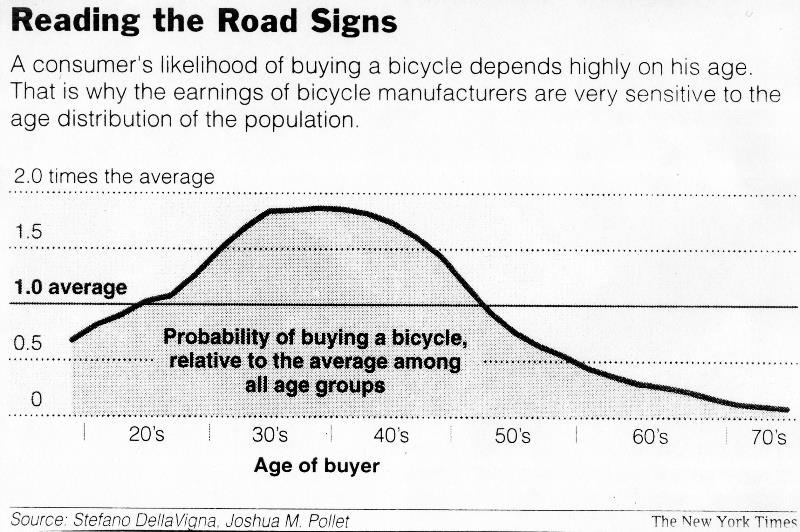 Reading the Road Signs
A consumer's likelihood of buying a bicycle depends highly on his age.
That is why the earnings of bicycle manufacturers are very sensitive to the
age distribution of the population.
2.0 times the average
1.5
1.0 average
0.5
0
Probability of buying a bicycle,
relative to the average among
all age groups
20's 30's 40's 50's 60's 70's
Age of buyer
Source: Stefano DellaVigna, Joshua M. Pollet
The New York Times